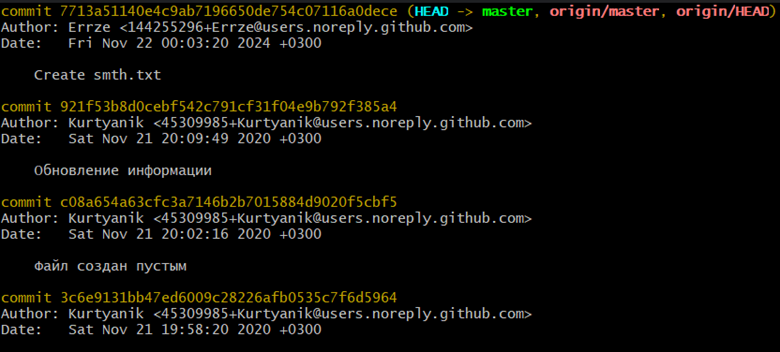 commit 7713a51140e4c9ab7196650de754c07116a0dece (HEAD -> master, origin/master, origin/HEAD)
Author: Errze <144255296+Errze@users.noreply.github.com>
Date:   Fri Nov 22 00:03:20 2024 +0300
Create smth.txt
commit 921f53b8d0cebf542c791cf31f04e9b792f385a4
Author: Kurtyanik <45309985+Kurtyanik@users.noreply.github.com>
Date:   Sat Nov 21 20:09:49 2020 +0300
Обновление информации
commit c08a654a63cfc3a7146b2b7015884d9020f5cbf5
Author: Kurtyanik <45309985+Kurtyanik@users.noreply.github.com>
Date:   Sat Nov 21 20:02:16 2020 +0300
Файл создан пустым
commit 3c6e9131bb47ed6009c28226afb0535c7f6d5964
Author: Kurtyanik <45309985+Kurtyanik@users.noreply.github.com>
Date:   Sat Nov 21 19:58:20 2020 +0300